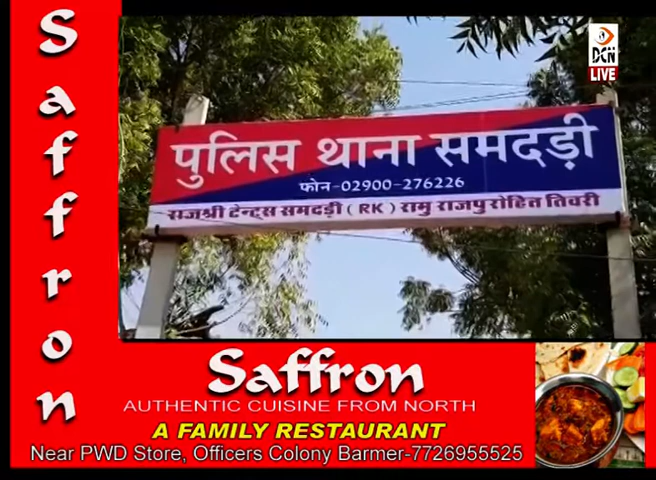 Saffron
DCN
LIVE
पुलिस थाना समदड़ी
फोन-02900-276226
राजश्री टेन्ट्स समदड़ी ( RK ) रामु राजपुरोहित तिवरी
Saffron
AUTHENTIC CUISINE FROM NORTH
A FAMILY RESTAURANT
Near PWD Store, Officers Colony Barmer-7726955525